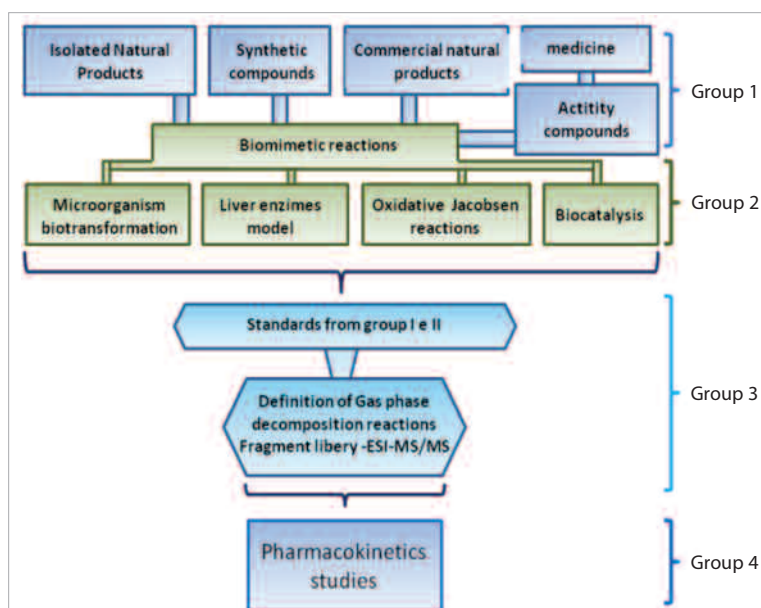 Isolated Natural
Products
Synthetic
compounds
Commercial natural
products
medicine
Actitity
compounds
Group 1
Biomimetic reactions
Microorganism
biotransformation
Liver enzimes
model
Oxidative Jacobsen
reactions
Biocatalysis
Group 2
Standards from group I e II
Definition of Gas phase
decomposition reactions
Fragment libery -ESI-MS/MS
Group 3
Pharmacokinetics
studies
Group 4